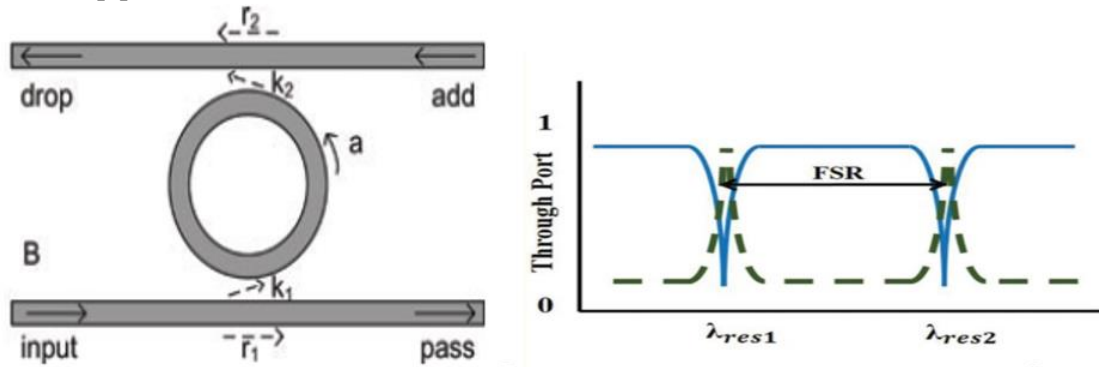 r₂
drop
k₂
add
a
B
k₁
input
r₁
pass
1
Through Port
0
FSR
λres1
λres2